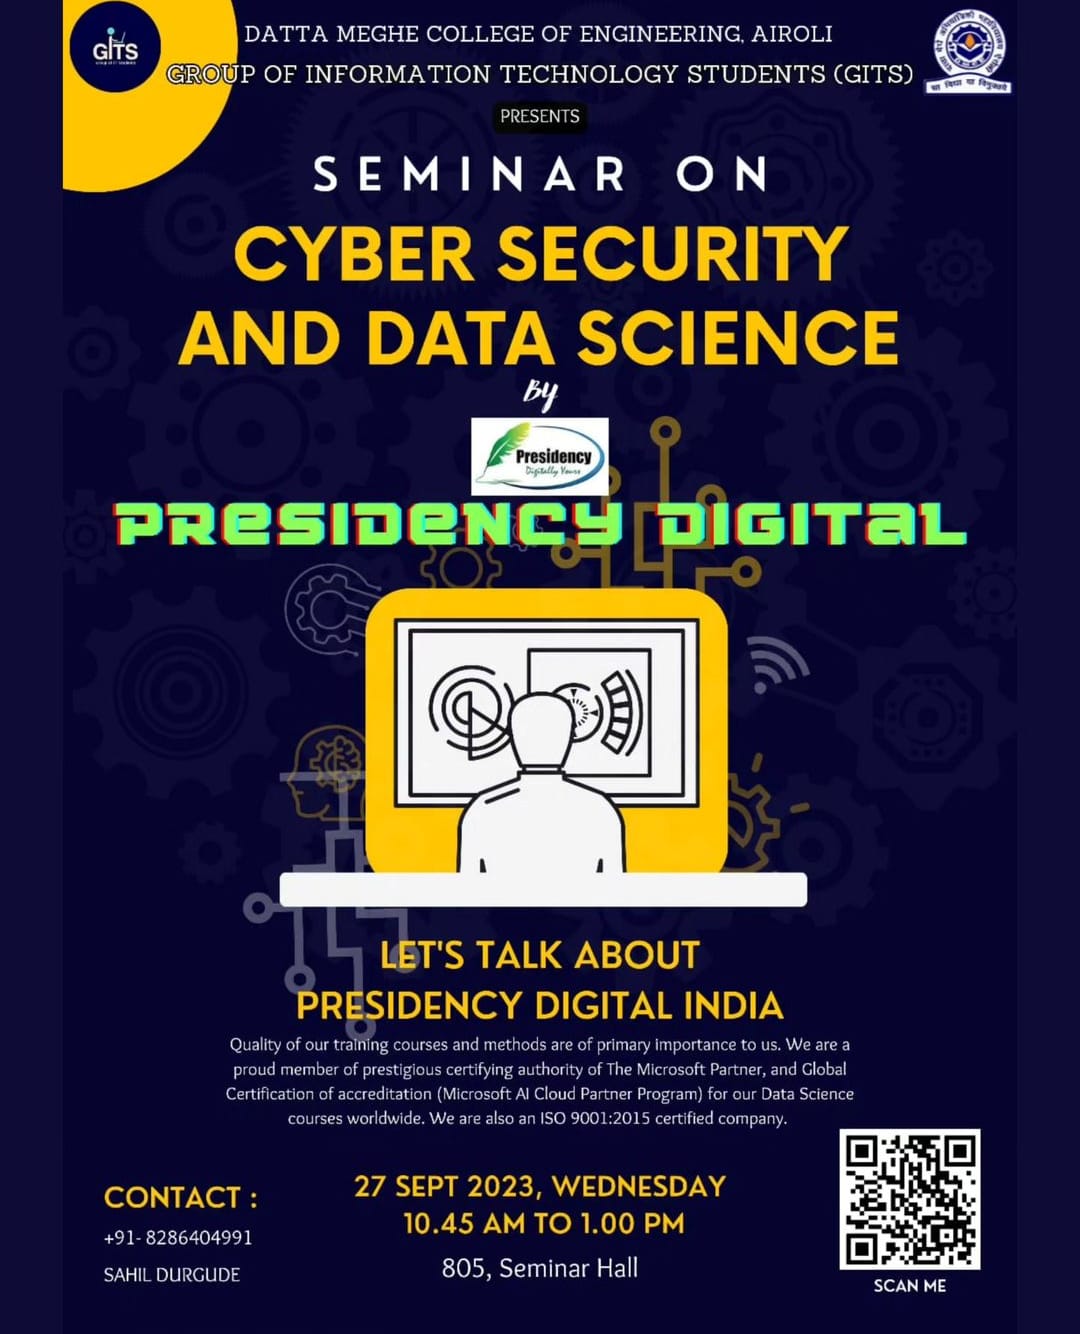 GITS
DATTA MEGHE COLLEGE OF ENGINEERING, AIROLI
GROUP OF INFORMATION TECHNOLOGY STUDENTS (GITS)
PRESENTS
SEMINAR ON
CYBER SECURITY
AND DATA SCIENCE
By
Presidency
Digitally Yours
PRESIDENCY DIGITAL
LET'S TALK ABOUT
PRESIDENCY DIGITAL INDIA
Quality of our training courses and methods are of primary importance to us. We are a
proud member of prestigious certifying authority of The Microsoft Partner, and Global
Certification of accreditation (Microsoft AI Cloud Partner Program) for our Data Science
courses worldwide. We are also an ISO 9001:2015 certified company.
CONTACT :
+91- 8286404991
SAHIL DURGUDE
27 SEPT 2023, WEDNESDAY
10.45 AM TO 1.00 PM
805, Seminar Hall
SCAN ME